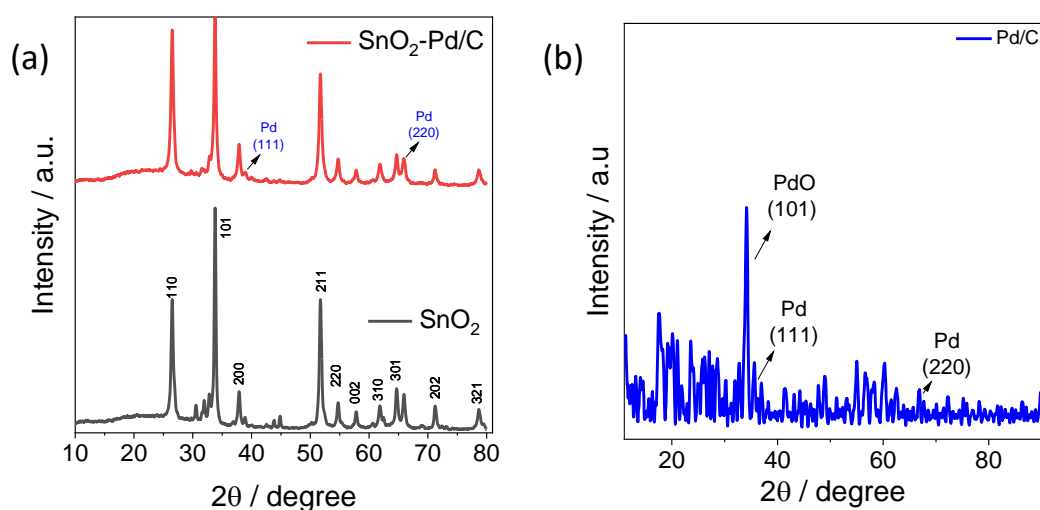 (a)
SnO2-Pd/C
Pd
(111)
Pd
(220)
110
101
200
211
220
002
310
301
202
321
SnO2
Intensity / a.u.
10 20 30 40 50 60 70 80
2θ / degree
(b)
Pd/C
PdO
(101)
Pd
(111)
Pd
(220)
Intensity / a.u
20 40 60 80
2θ / degree